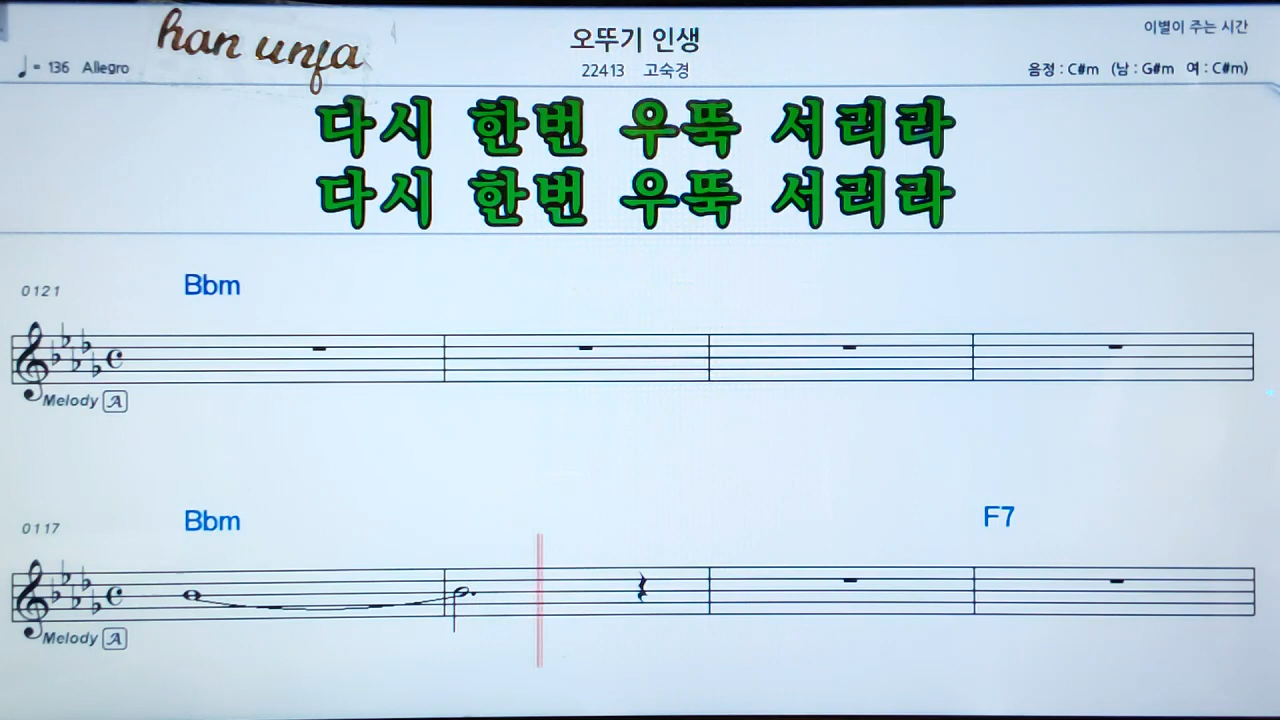 han unfa
오뚜기 인생
이별이 주는 시간
♩= 136 Allegro
22413 고숙경
음정 : C#m (남 : G#m 여 : C#m)
다시 한번 우뚝 서리라
다시 한번 우뚝 서리라
0121 Bbm
Melody A
0117 Bbm F7
Melody A